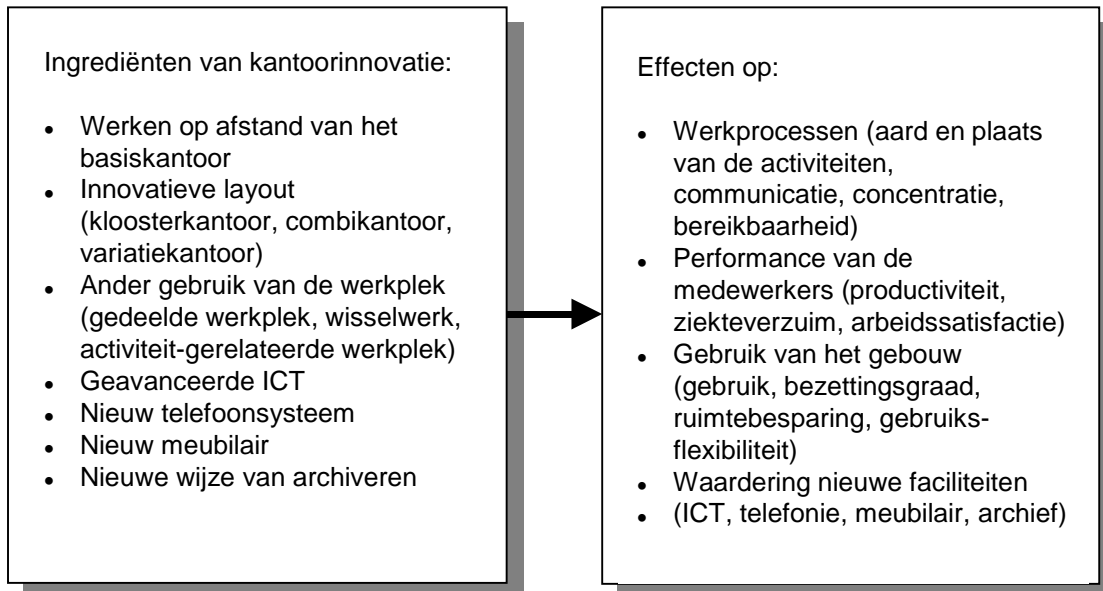 Ingrediënten van kantoorinnovatie:
• Werken op afstand van het
basiskantoor
• Innovatieve layout
(kloosterkantoor, combikantoor,
variatiekantoor)
• Ander gebruik van de werkplek
(gedeelde werkplek, wisselwerk,
activiteit-gerelateerde werkplek)
• Geavanceerde ICT
• Nieuw telefoonsysteem
• Nieuw meubilair
• Nieuwe wijze van archiveren
Effecten op:
• Werkprocessen (aard en plaats
van de activiteiten,
communicatie, concentratie,
bereikbaarheid)
• Performance van de
medewerkers (productiviteit,
ziekteverzuim, arbeidssatisfactie)
• Gebruik van het gebouw
(gebruik, bezettingsgraad,
ruimtebesparing, gebruiks-
flexibiliteit)
• Waardering nieuwe faciliteiten
• (ICT, telefonie, meubilair, archief)